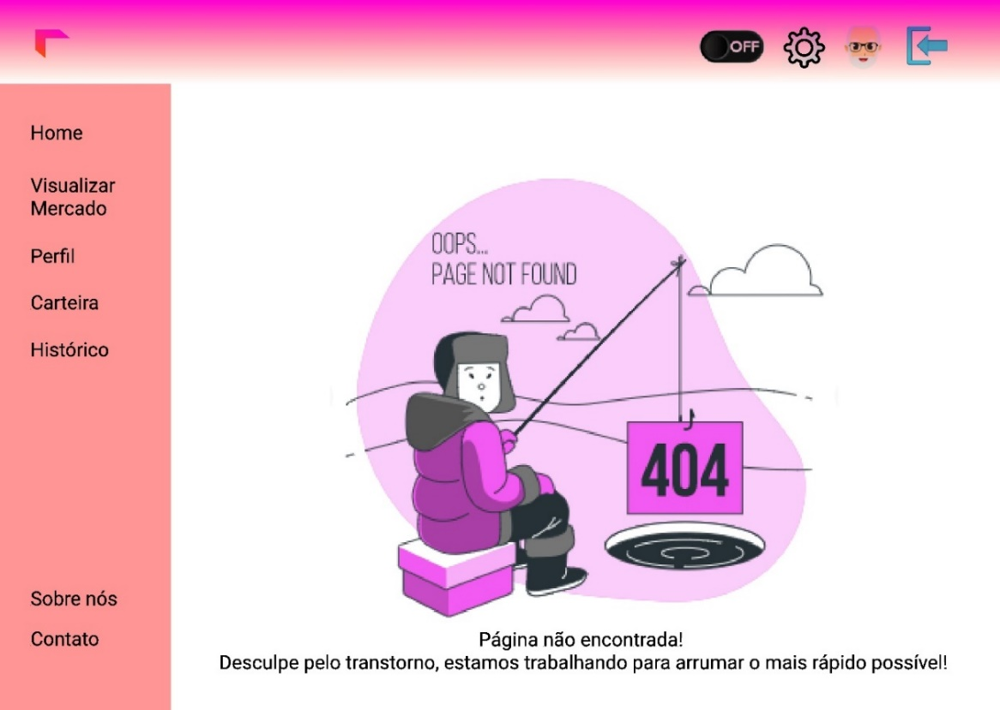 OFF
Home
Visualizar
Mercado
Perfil
Carteira
Histórico
Sobre nós
Contato
OOPS...
PAGE NOT FOUND
404
Página não encontrada!
Desculpe pelo transtorno, estamos trabalhando para arrumar o mais rápido possível!